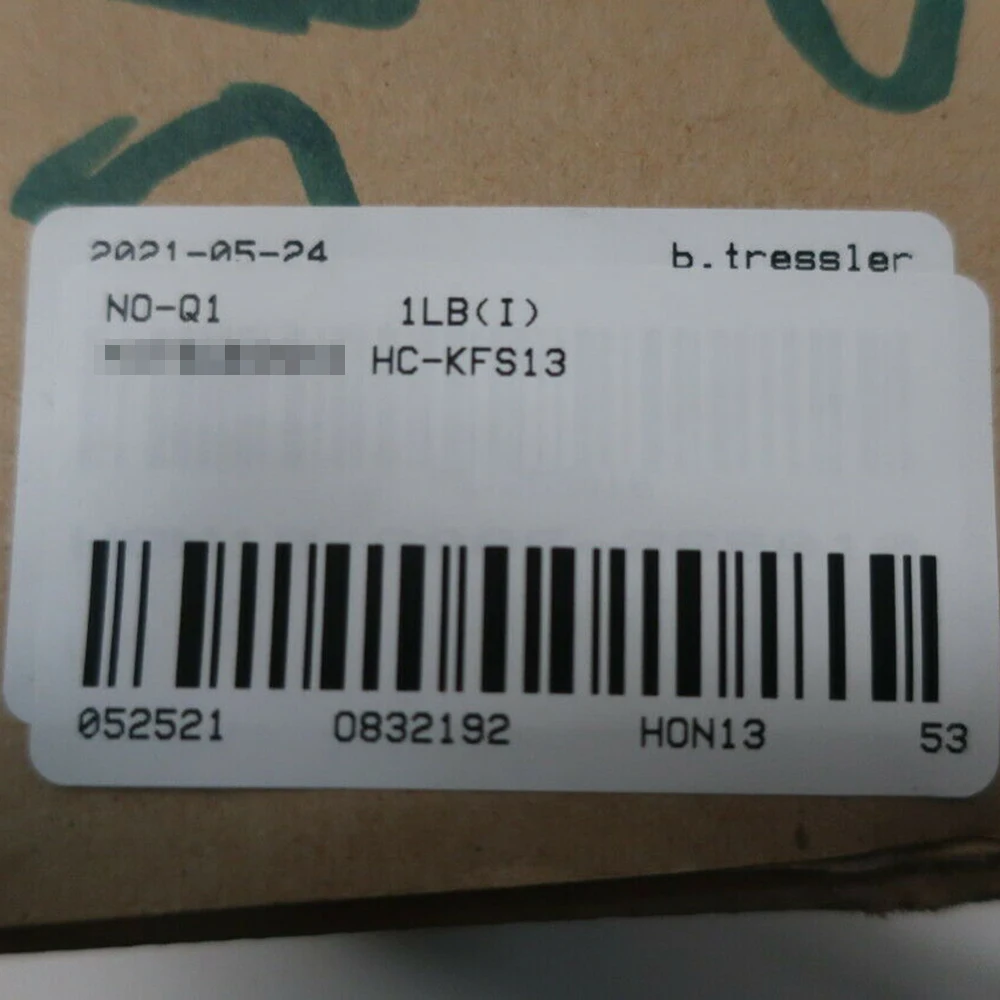 2021-05-24 b.tressler
NO-Q1 1LB(I)
HC-KFS13
052521 0832192 HON13 53